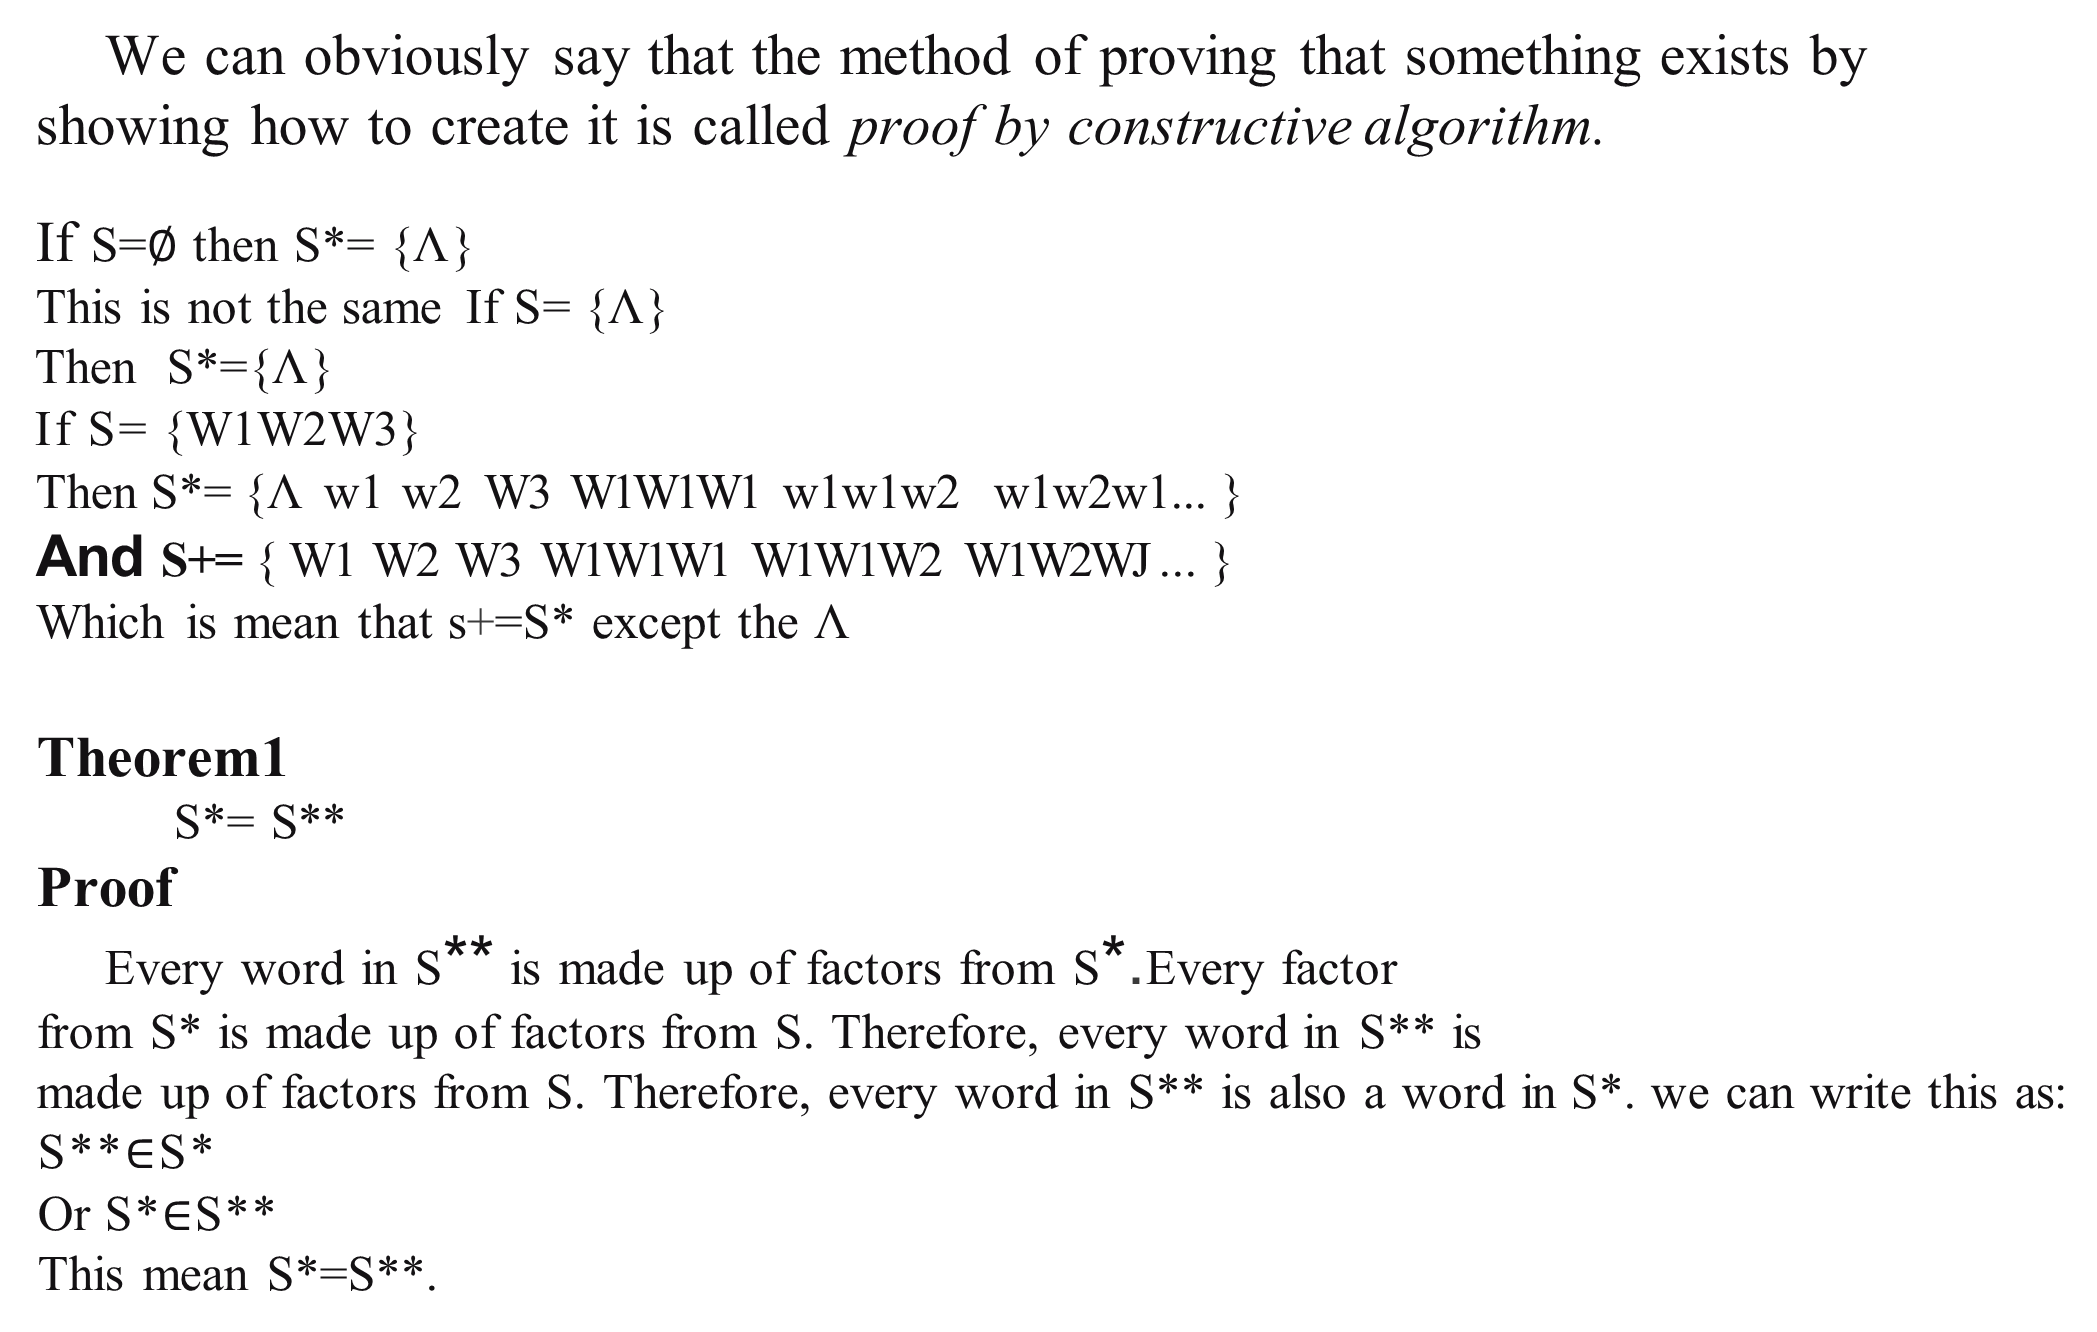 We can obviously say that the method of proving that something exists by
showing how to create it is called proof by constructive algorithm.
If S=∅ then S*= {Λ}
This is not the same If S= {Λ}
Then S*={Λ}
If S= {W1W2W3}
Then S*= {Λ w1 w2 W3 W1W1W1 w1w1w2 w1w2w1... }
And S+= { W1 W2 W3 W1W1W1 W1W1W2 W1W2WJ... }
Which is mean that s+=S* except the Λ
Theorem1
S*= S**
Proof
Every word in S** is made up of factors from S*.Every factor
from S* is made up of factors from S. Therefore, every word in S** is
made up of factors from S. Therefore, every word in S** is also a word in S*. we can write this as:
S**∈S*
Or S*∈S**
This mean S*=S**.